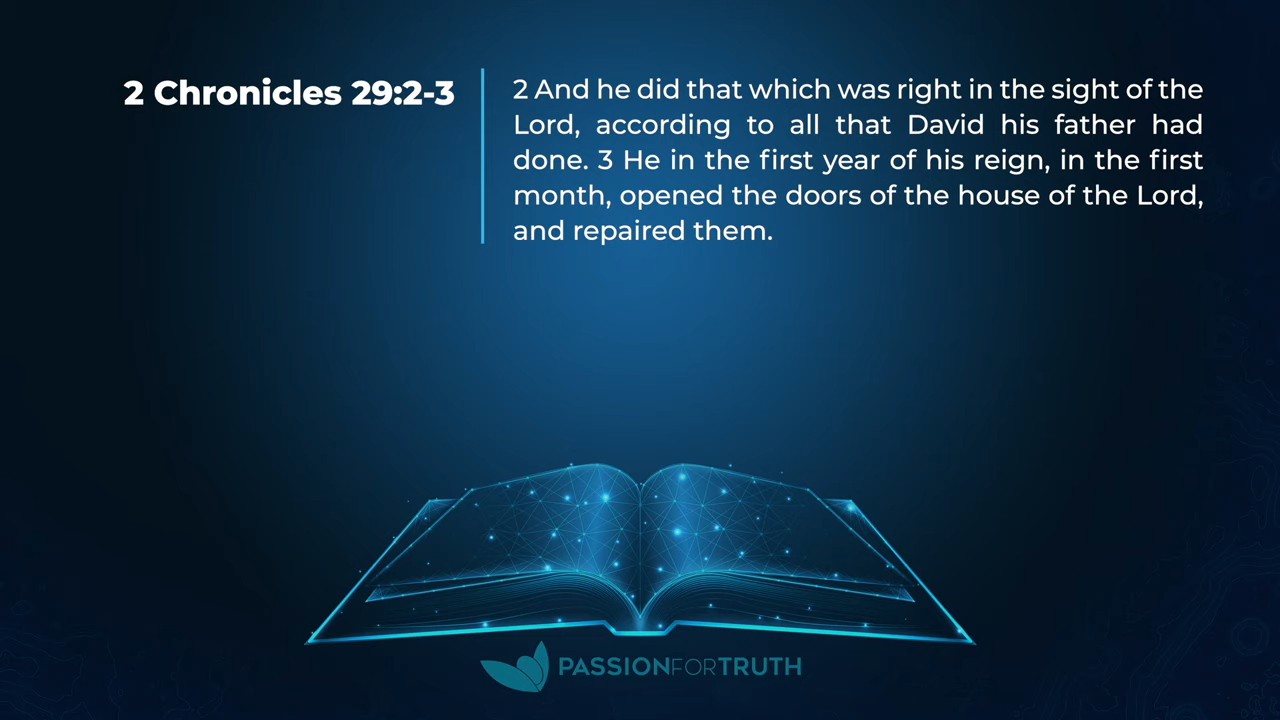 2 Chronicles 29:2-3
2 And he did that which was right in the sight of the
Lord, according to all that David his father had
done. 3 He in the first year of his reign, in the first
month, opened the doors of the house of the Lord,
and repaired them.
PASSIONFORTRUTH